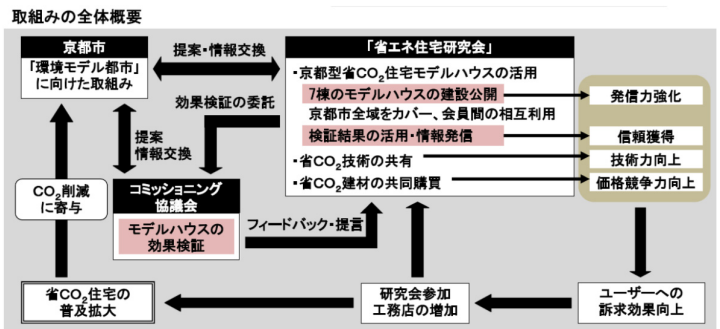 取組みの全体概要
京都市
「環境モデル都市」
に向けた取組み
提案・情報交換
「省エネ住宅研究会」
・京都型省CO2住宅モデルハウスの活用
7棟のモデルハウスの建設公開
京都市全域をカバー、会員間の相互利用
検証結果の活用・情報発信
・省CO2技術の共有
・省CO2建材の共同購買
発信力強化
信頼獲得
技術力向上
価格競争力向上
効果検証の委託
提案
情報交換
CO2削減
に寄与
コミッショニング
協議会
モデルハウスの
効果検証
フィードバック・提言
省CO2住宅の
普及拡大
研究会参加
工務店の増加
ユーザーへの
訴求効果向上